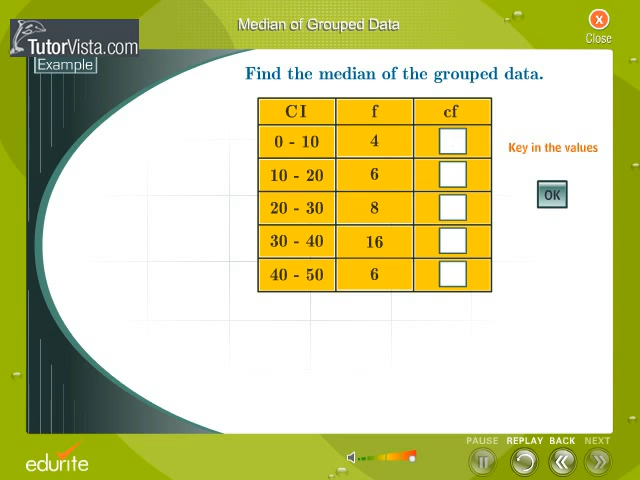 Median of Grouped Data
X
Close
TutorVista.com
Example
Find the median of the grouped data.
CI f cf
0 - 10 4
10 - 20 6
20 - 30 8
30 - 40 16
40 - 50 6
Key in the values
OK
PAUSE REPLAY BACK NEXT
edurite